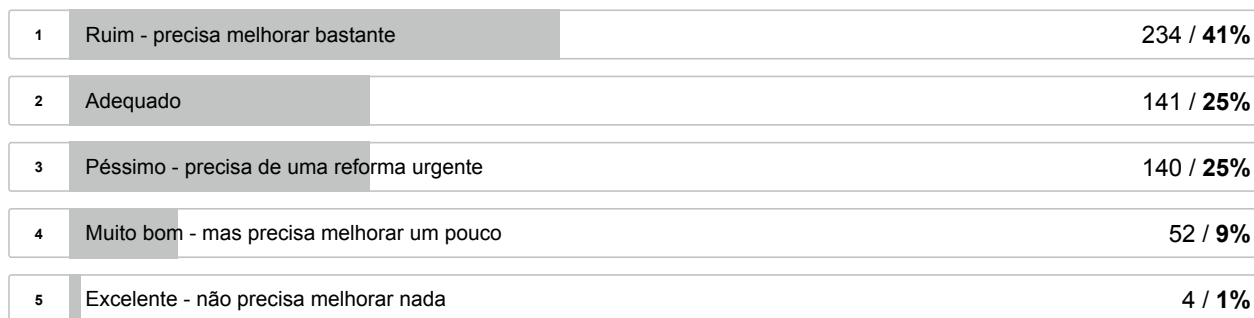 1 Ruim - precisa melhorar bastante 234 / 41%
2 Adequado 141 / 25%
3 Péssimo - precisa de uma reforma urgente 140 / 25%
4 Muito bom - mas precisa melhorar um pouco 52 / 9%
5 Excelente - não precisa melhorar nada 4 / 1%